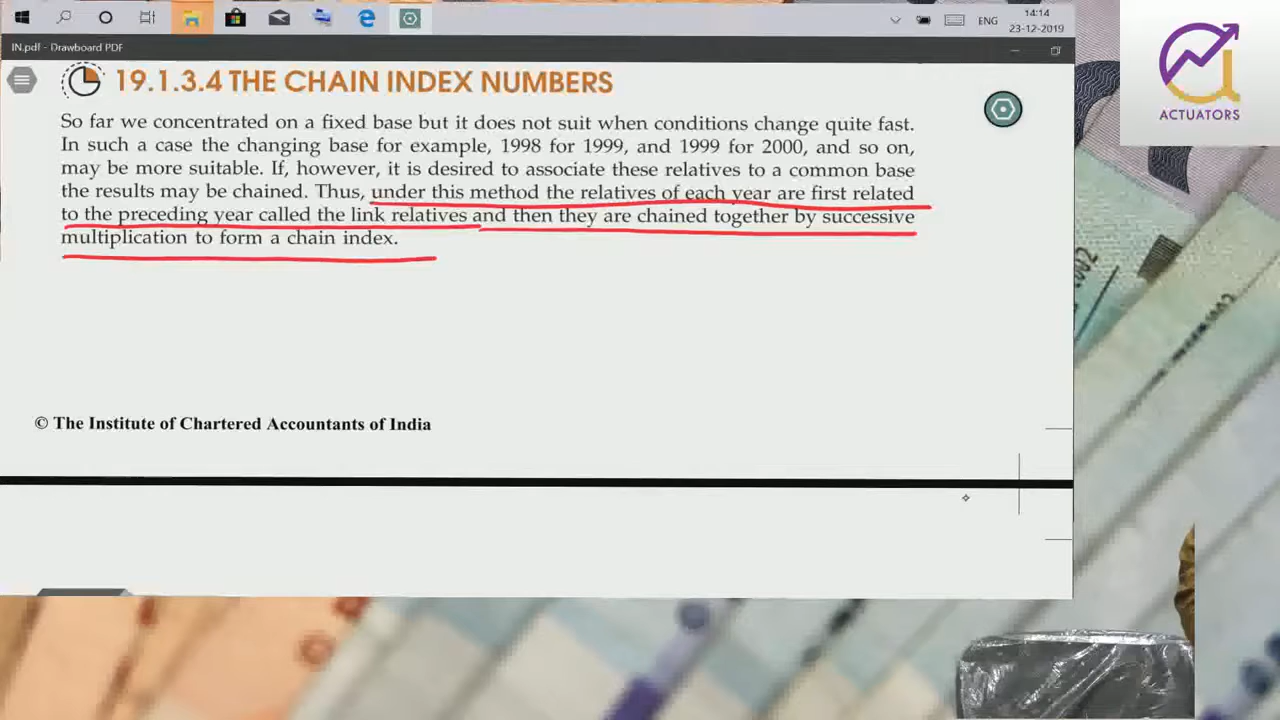 14:14
ENG
23-12-2019
IN.pdf - Drawboard PDF
ACTUATORS
19.1.3.4 THE CHAIN INDEX NUMBERS
So far we concentrated on a fixed base but it does not suit when conditions change quite fast.
In such a case the changing base for example, 1998 for 1999, and 1999 for 2000, and so on,
may be more suitable. If, however, it is desired to associate these relatives to a common base
the results may be chained. Thus, under this method the relatives of each year are first related
to the preceding year called the link relatives and then they are chained together by successive
multiplication to form a chain index.
© The Institute of Chartered Accountants of India